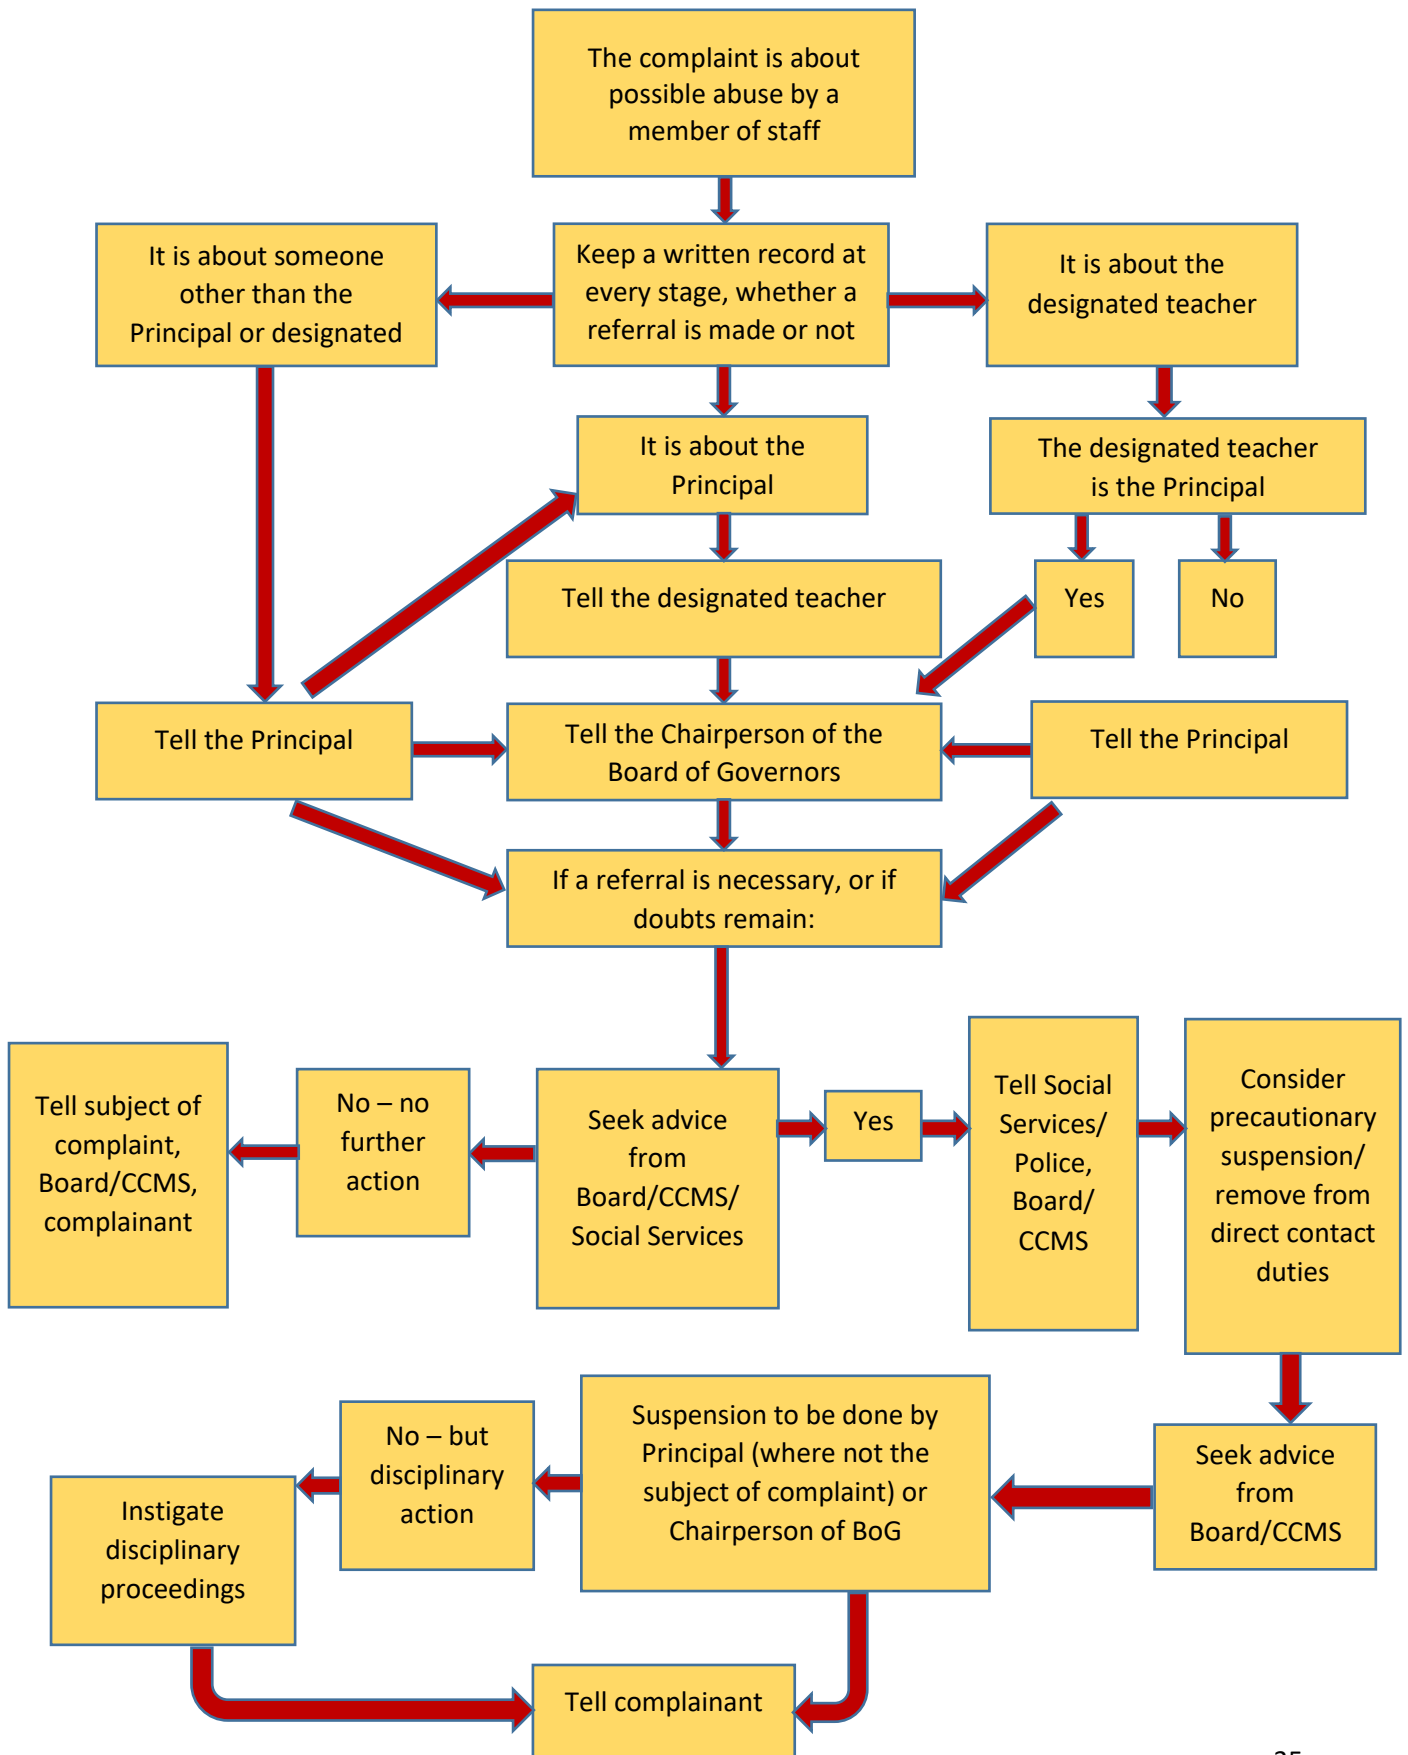 The complaint is about
possible abuse by a
member of staff
It is about someone
other than the
Principal or designated
Keep a written record at
every stage, whether a
referral is made or not
It is about the
designated teacher
It is about the
Principal
The designated teacher
is the Principal
Tell the designated teacher
Yes
No
Tell the Principal
Tell the Chairperson of the
Board of Governors
Tell the Principal
If a referral is necessary, or if
doubts remain:
Tell subject of
complaint,
Board/CCMS,
complainant
No – no
further
action
Seek advice
from
Board/CCMS/
Social Services
Yes
Tell Social
Services/
Police,
Board/
CCMS
Consider
precautionary
suspension/
remove from
direct contact
duties
Instigate
disciplinary
proceedings
No – but
disciplinary
action
Suspension to be done by
Principal (where not the
subject of complaint) or
Chairperson of BoG
Seek advice
from
Board/CCMS
Tell complainant